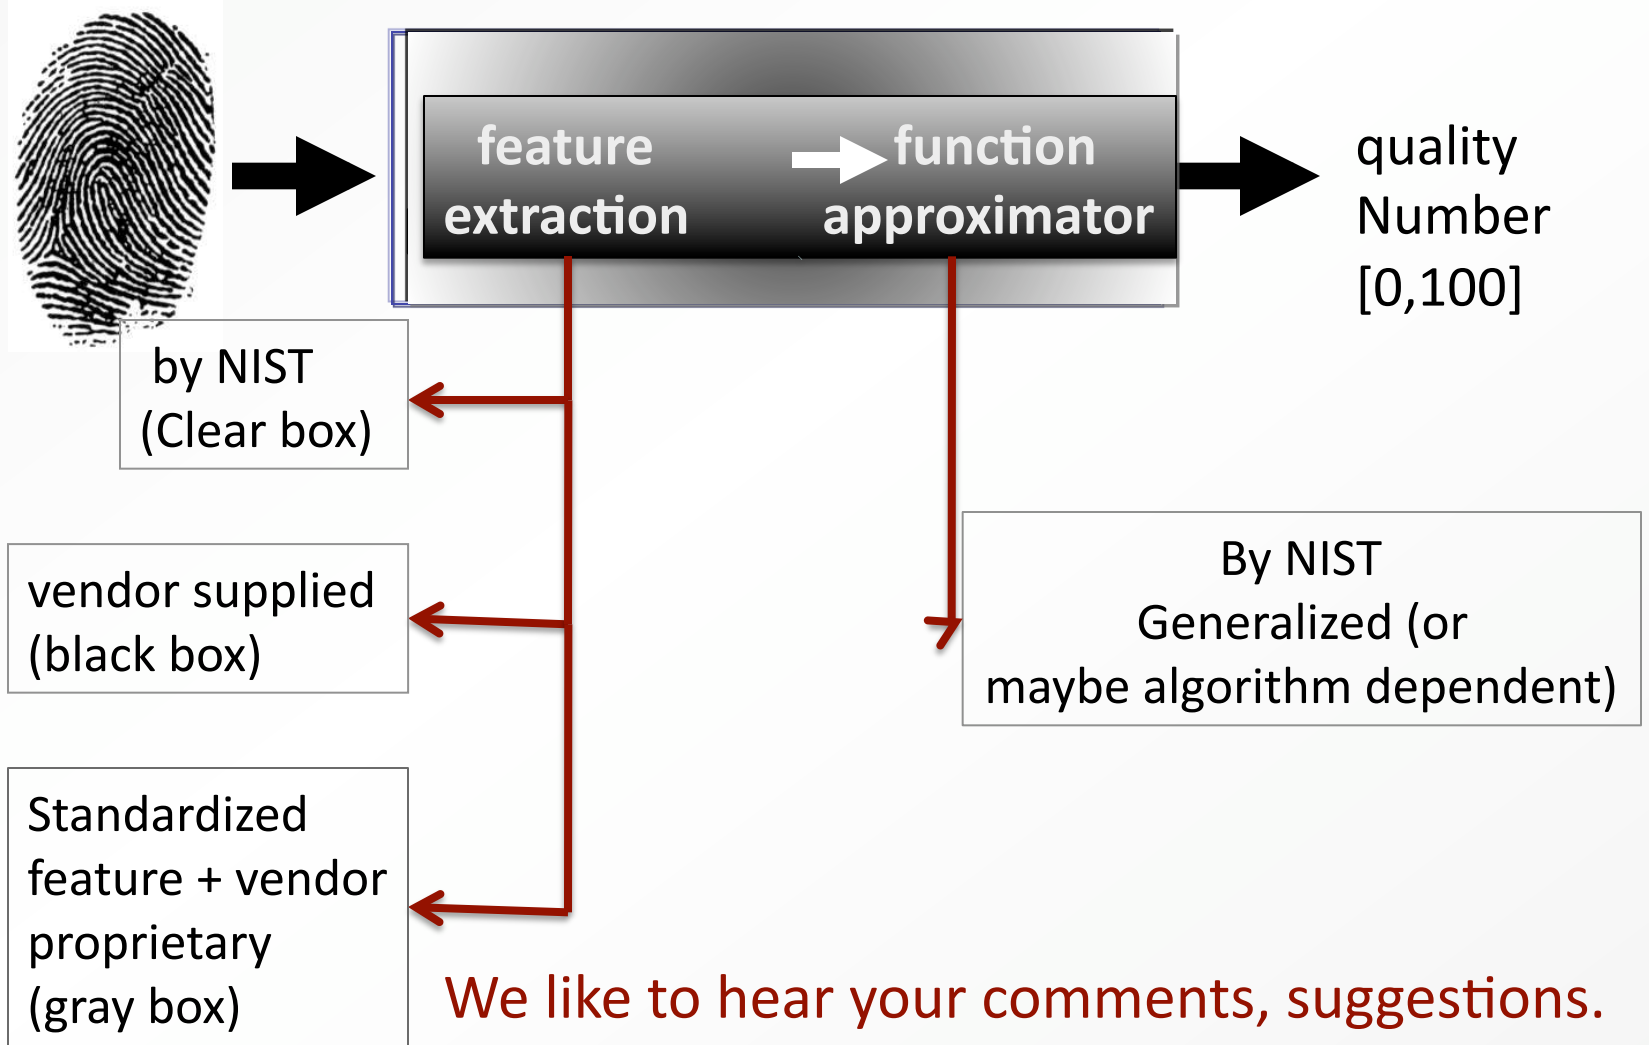 feature
extraction
function
approximator
quality
Number
[0,100]
by NIST
(Clear box)
vendor supplied
(black box)
Standardized
feature + vendor
proprietary
(gray box)
By NIST
Generalized (or
maybe algorithm dependent)
We like to hear your comments, suggestions.